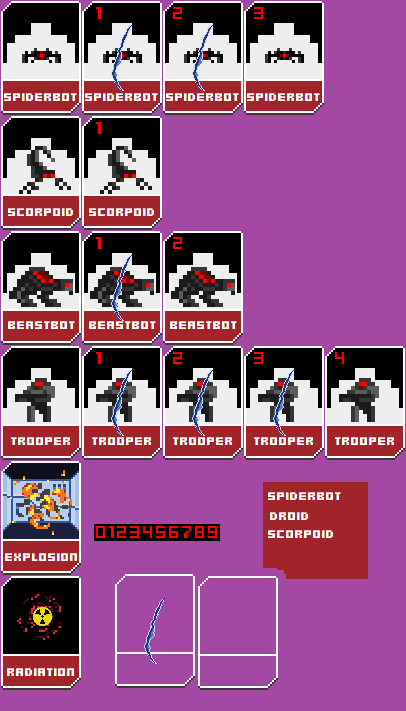 1 2 3
SPIDERBOT SPIDERBOT SPIDERBOT SPIDERBOT
1
SCORPOID SCORPOID
1 2
BEASTBOT BEASTBOT BEASTBOT
1 2 3 4
TROOPER TROOPER TROOPER TROOPER TROOPER
EXPLOSION
0123456789
SPIDERBOT
DROID
SCORPOID
RADIATION